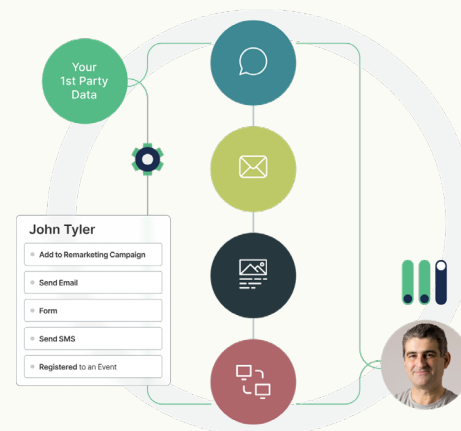 Your
1st Party
Data
John Tyler
Add to Remarketing Campaign
Send Email
Form
Send SMS
Registered to an Event